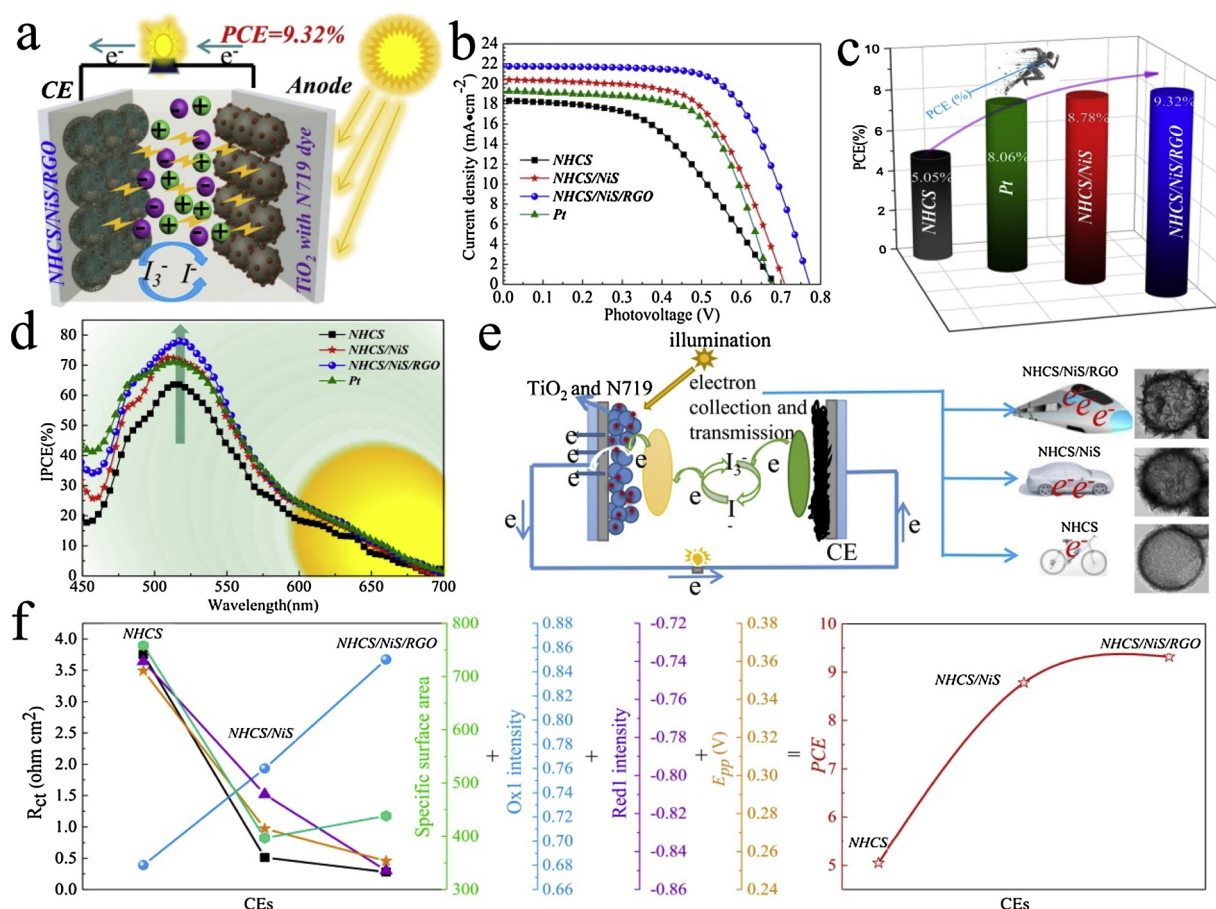 a
PCE=9.32%
e-
e-
CE
Anode
NHCS/NiS/RGO
TiO2 with N719 dye
I3-
I-
b
Current density (mA●cm-2)
24
22
20
18
16
14
12
10
8
6
4
2
0
NHCS
NHCS/NiS
NHCS/NiS/RGO
Pt
0.0 0.1 0.2 0.3 0.4 0.5 0.6 0.7 0.8
Photovoltage (V)
c
PCE(%)
10
8
6
4
2
0
PCE (%)
5.05%
NHCS
8.06%
Pt
8.78%
NHCS/NiS
9.32%
NHCS/NiS/RGO
d
IPCE(%)
80
70
60
50
40
30
20
10
0
NHCS
NHCS/NiS
NHCS/NiS/RGO
Pt
450 500 550 600 650 700
Wavelength(nm)
e
illumination
TiO2 and N719
electron
collection and
transmission
e
e
e
e
e
e
e
e
e
I3-
I
-
CE
NHCS/NiS/RGO
e-
e-
e-
NHCS/NiS
e-e-
NHCS
e-
f
Rct (ohm cm2)
4.0
3.5
3.0
2.5
2.0
1.5
1.0
0.5
0.0
NHCS
NHCS/NiS
NHCS/NiS/RGO
CEs
Specific surface area
800
700
600
500
400
300
+
Ox1 intensity
0.88
0.86
0.84
0.82
0.80
0.78
0.76
0.74
0.72
0.70
0.68
0.66
+
Red1 intensity
-0.72
-0.74
-0.76
-0.78
-0.80
-0.82
-0.84
-0.86
+
Epp (V)
0.38
0.36
0.34
0.32
0.30
0.28
0.26
0.24
=
PCE
10
9
8
7
6
5
NHCS
NHCS/NiS
NHCS/NiS/RGO
CEs